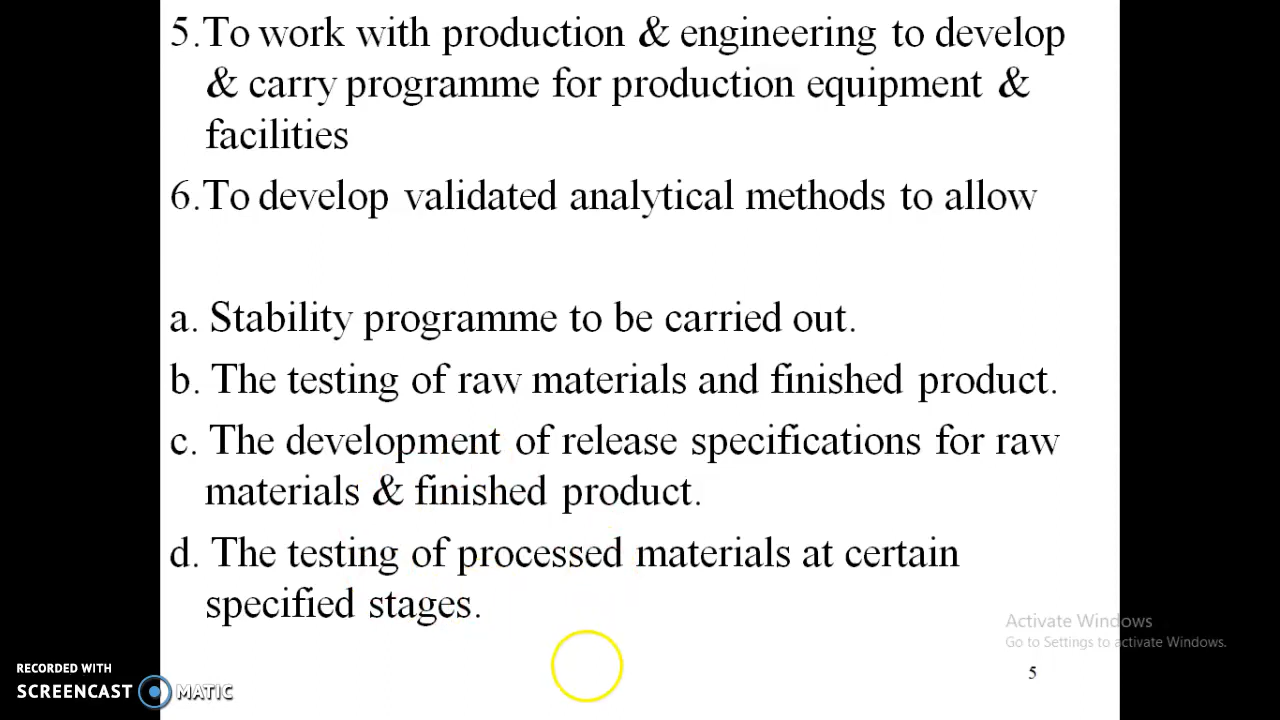 5.To work with production & engineering to develop
& carry programme for production equipment &
facilities
6.To develop validated analytical methods to allow
a. Stability programme to be carried out.
b. The testing of raw materials and finished product.
c. The development of release specifications for raw
materials & finished product.
d. The testing of processed materials at certain
specified stages.
Activate Windows
Go to Settings to activate Windows.
5
RECORDED WITH
SCREENCAST MATIC